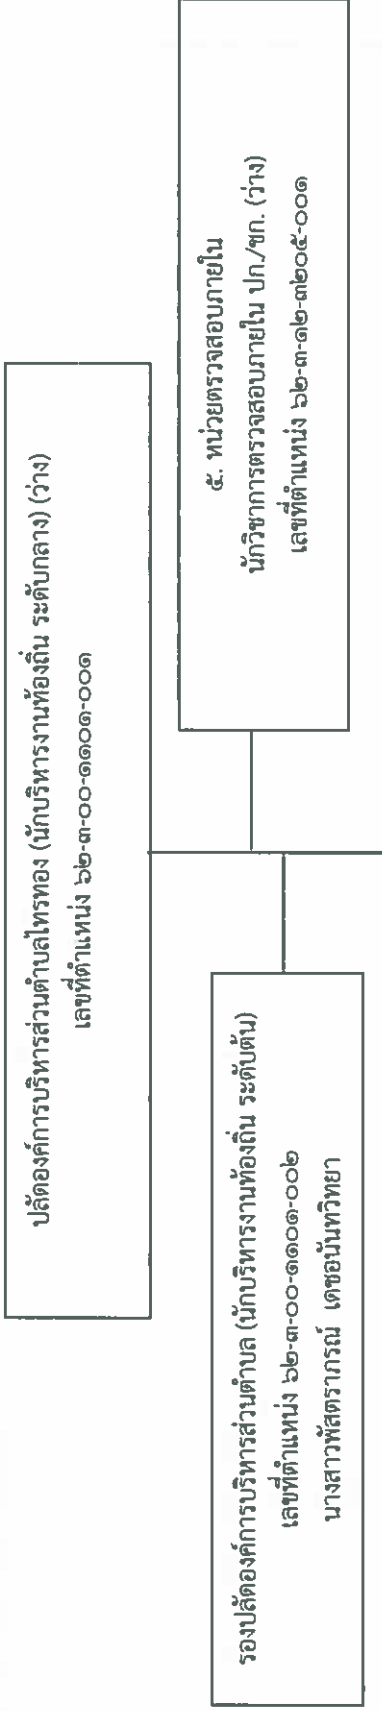 ปลัดองค์การบริหารส่วนตำบลไทรทอง (นักบริหารงานท้องถิ่น ระดับกลาง) (ว่าง)
เลขที่ตำแหน่ง ๖๒-๓-๐๐-๑๑๐๑-๐๐๑
๕. หน่วยตรวจสอบภายใน
นักวิชาการตรวจสอบภายใน ปก./ชก. (ว่าง)
เลขที่ตำแหน่ง ๖๒-๓-๑๒-๓๒๐๕-๐๐๑
รองปลัดองค์การบริหารส่วนตำบล (นักบริหารงานท้องถิ่น ระดับต้น)
เลขที่ตำแหน่ง ๖๒-๓-๐๐-๑๑๐๑-๐๐๒
นางสาวพัสตราภรณ์ เดชอนันทวิทยา